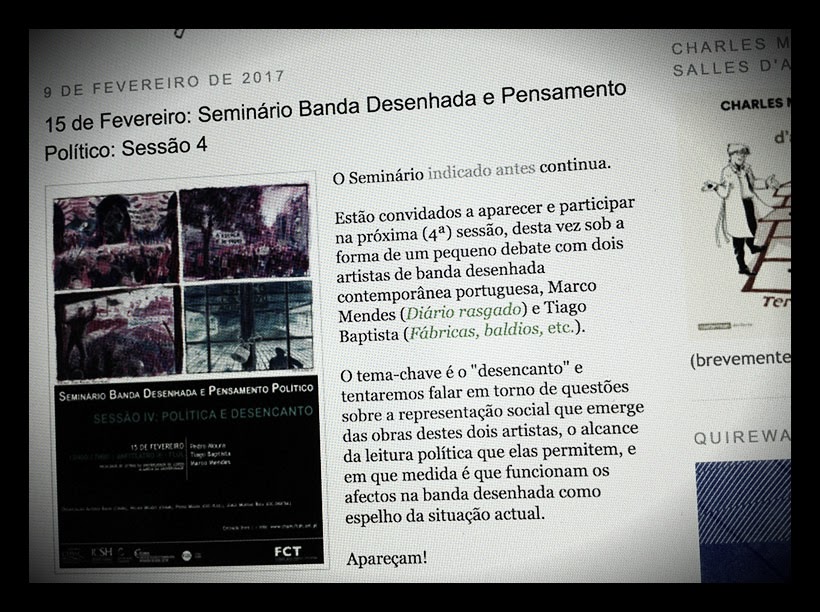 9 DE FEVEREIRO DE 2017
15 de Fevereiro: Seminário Banda Desenhada e Pensamento
Político: Sessão 4
O Seminário indicado antes continua.
Estão convidados a aparecer e participar
na próxima (4ª) sessão, desta vez sob a
forma de um pequeno debate com dois
artistas de banda desenhada
contemporânea portuguesa, Marco
Mendes (Diário rasgado) e Tiago
Baptista (Fábricas, baldios, etc.).
O tema-chave é o "desencanto" e
tentaremos falar em torno de questões
sobre a representação social que emerge
das obras destes dois artistas, o alcance
da leitura política que elas permitem, e
em que medida é que funcionam os
afectos na banda desenhada como
espelho da situação actual.
Apareçam!
SEMINÁRIO BANDA DESENHADA E PENSAMENTO POLÍTICO
SESSÃO IV: POLÍTICA E DESENCANTO
15 DE FEVEREIRO
Pedro Moura
Tiago Baptista
Marco Mendes
FCT
CHARLES M
SALLES D'A
CHARLES M
d'
Ter
(brevemente
QUIREWA